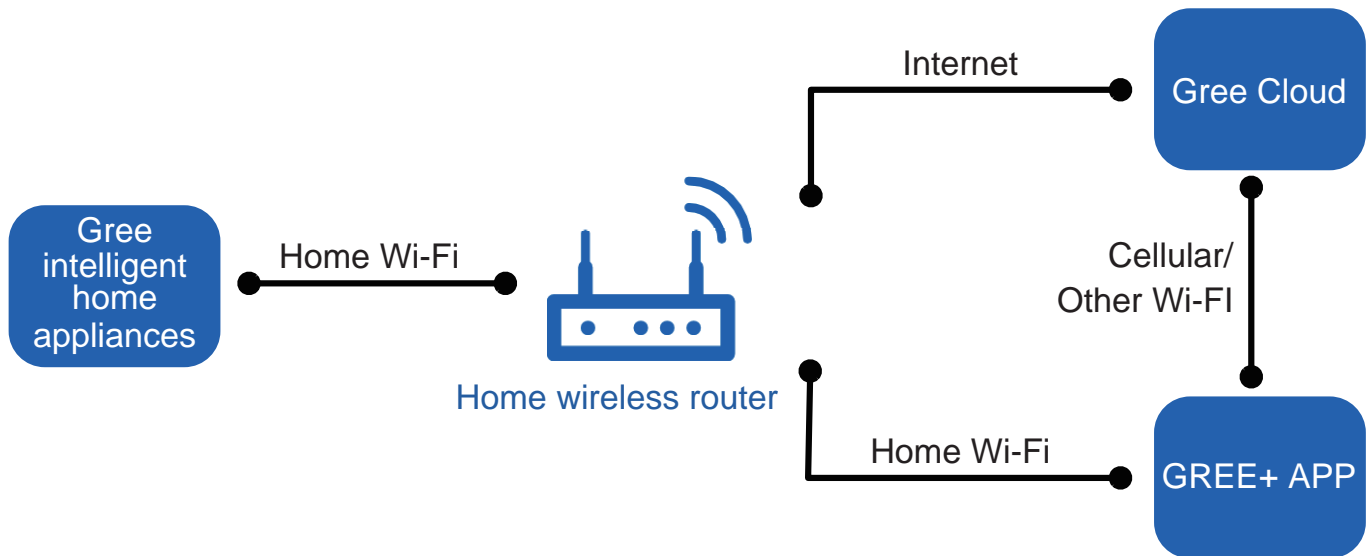 Internet
Gree Cloud
Gree
intelligent
home
appliances
Home Wi-Fi
Cellular/
Other Wi-FI
Home wireless router
Home Wi-Fi
GREE+ APP